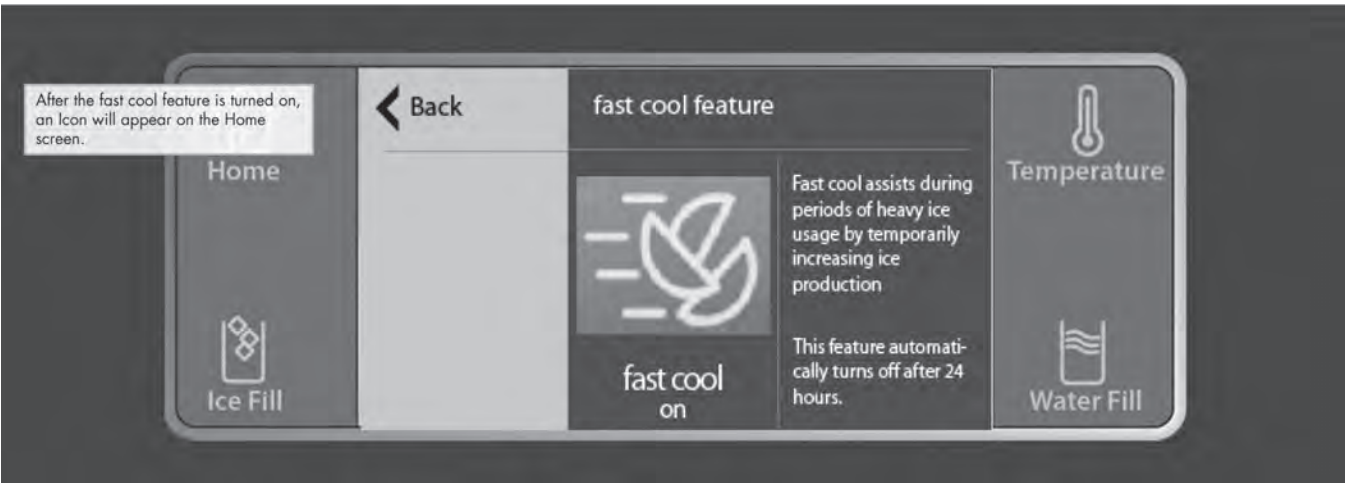 After the fast cool feature is turned on,
an Icon will appear on the Home
screen.
Home
Ice Fill
Back
fast cool feature
fast cool
on
Fast cool assists during
periods of heavy ice
usage by temporarily
increasing ice
production
This feature automati-
cally turns off after 24
hours.
Temperature
Water Fill